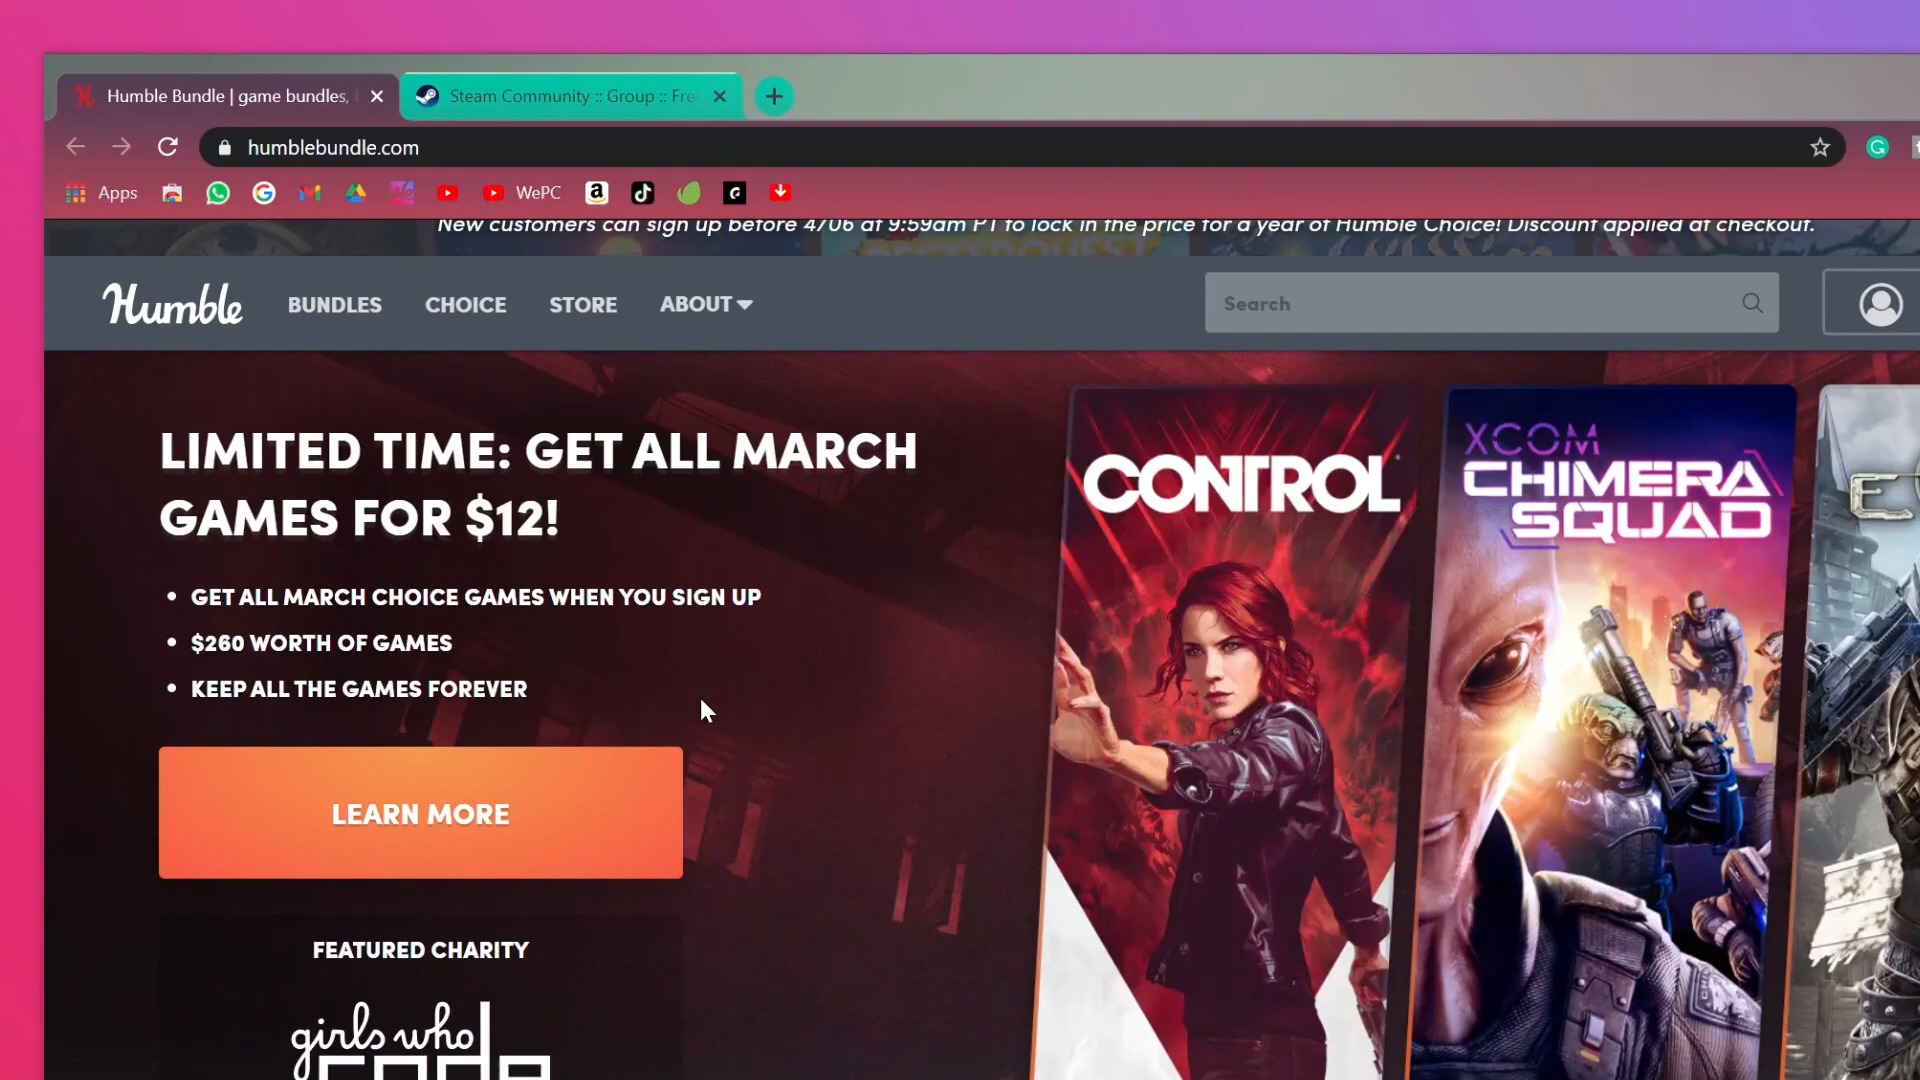 Humble Bundle | game bundles,
Steam Community :: Group :: Fre
humblebundle.com
Apps
WePC
New customers can sign up before 4/06 at 9:59am PT to lock in the price for a year of Humble Choice! Discount applied at checkout.
Humble
BUNDLES
CHOICE
STORE
ABOUT
Search
LIMITED TIME: GET ALL MARCH
GAMES FOR $12!
• GET ALL MARCH CHOICE GAMES WHEN YOU SIGN UP
• $260 WORTH OF GAMES
• KEEP ALL THE GAMES FOREVER
LEARN MORE
FEATURED CHARITY
girls who
code
CONTROL
XCOM
CHIMERA
SQUAD